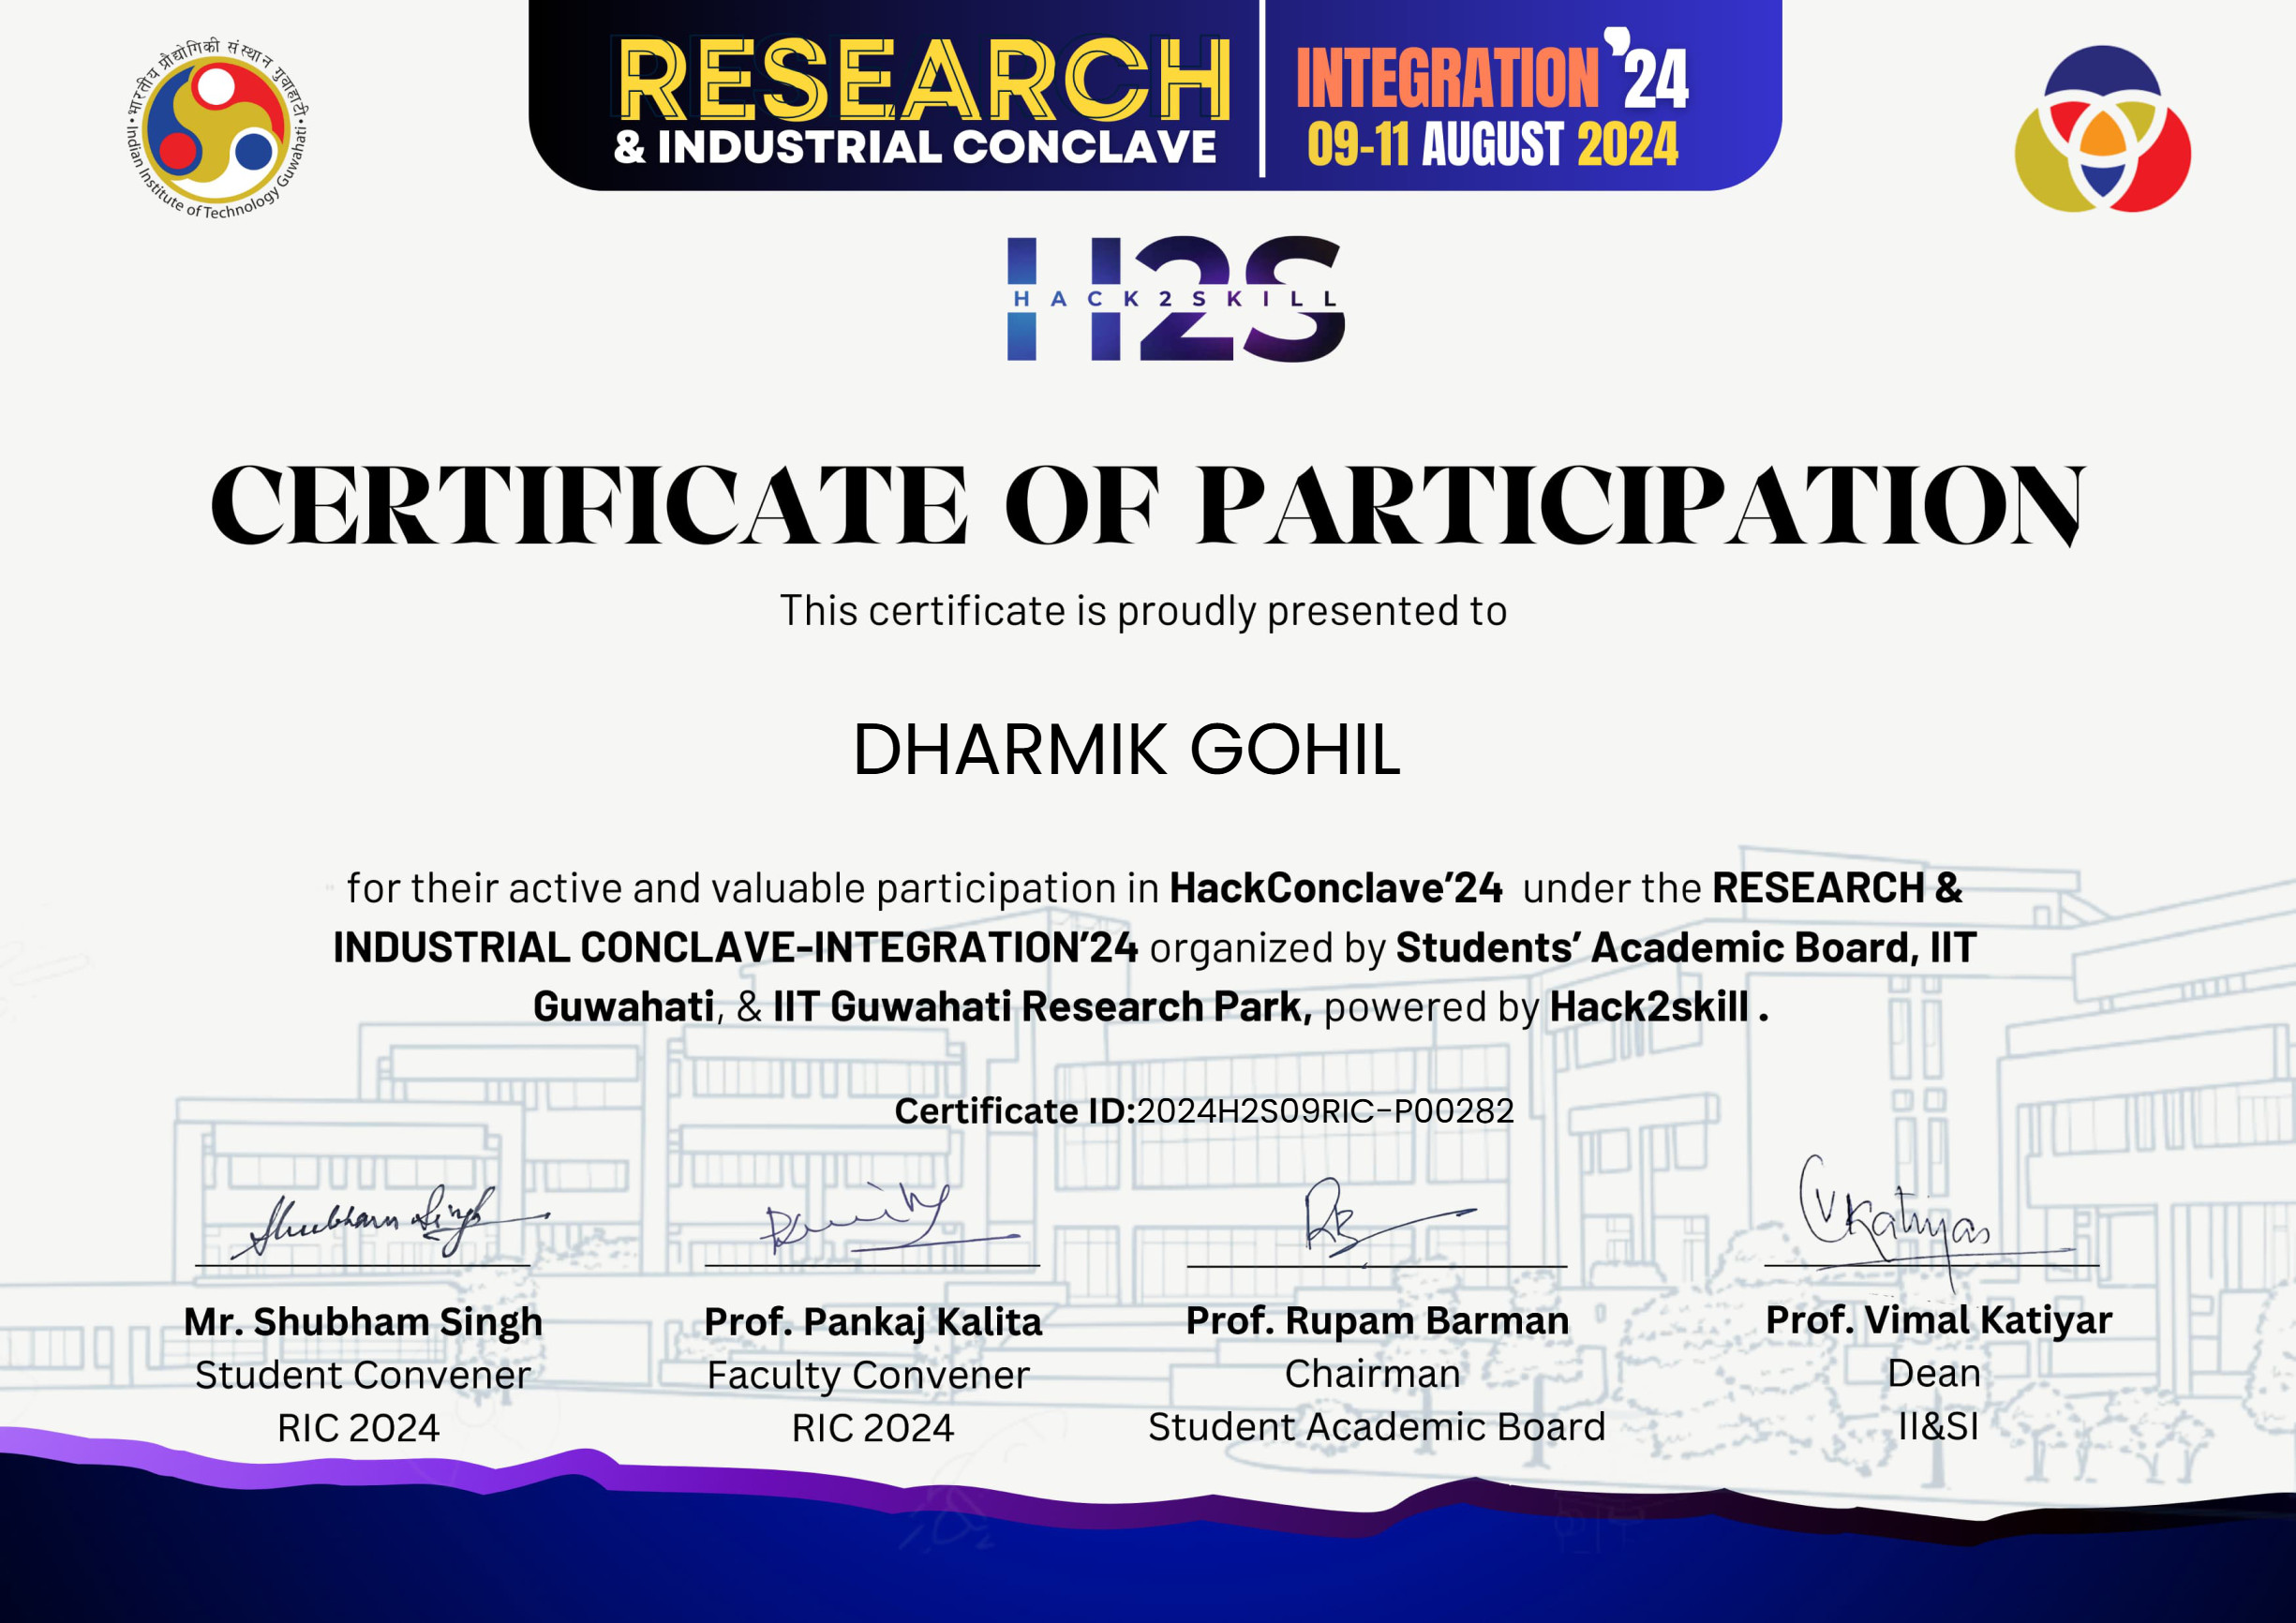 भारतीय प्रौद्योगिकी संस्थान गुवाहाटी
Indian Institute of Technology Guwahati
RESEARCH
& INDUSTRIAL CONCLAVE
INTEGRATION '24
09-11 AUGUST 2024
H2S
HACK2SKILL
CERTIFICATE OF PARTICIPATION
This certificate is proudly presented to
DHARMIK GOHIL
for their active and valuable participation in HackConclave’24 under the RESEARCH &
INDUSTRIAL CONCLAVE-INTEGRATION’24 organized by Students’ Academic Board, IIT
Guwahati, & IIT Guwahati Research Park, powered by Hack2skill .
Certificate ID:2024H2S09RIC-P00282
Shubham Singh
RB
VKatiyar
Mr. Shubham Singh
Student Convener
RIC 2024
Prof. Pankaj Kalita
Faculty Convener
RIC 2024
Prof. Rupam Barman
Chairman
Student Academic Board
Prof. Vimal Katiyar
Dean
II&SI